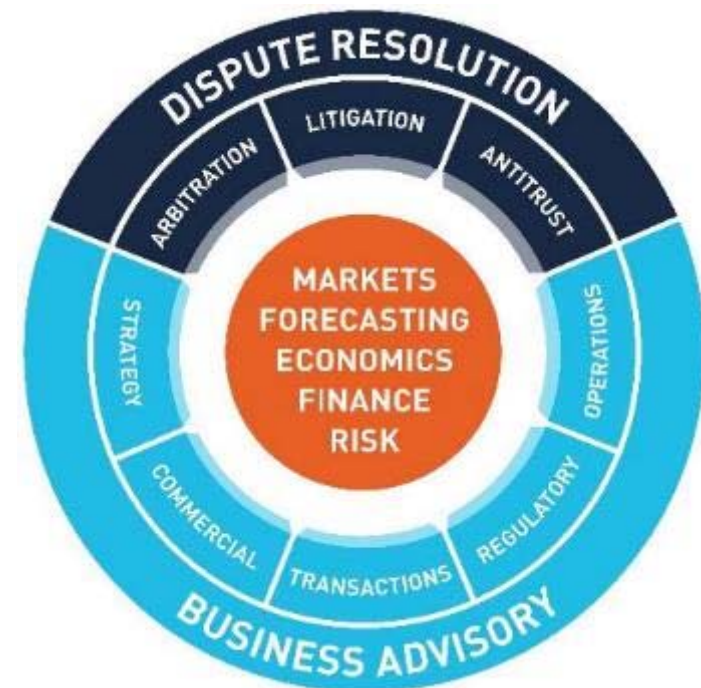 DISPUTE RESOLUTION
ARBITRATION
LITIGATION
ANTITRUST
STRATEGY
OPERATIONS
MARKETS
FORECASTING
ECONOMICS
FINANCE
RISK
COMMERCIAL
TRANSACTIONS
REGULATORY
BUSINESS ADVISORY